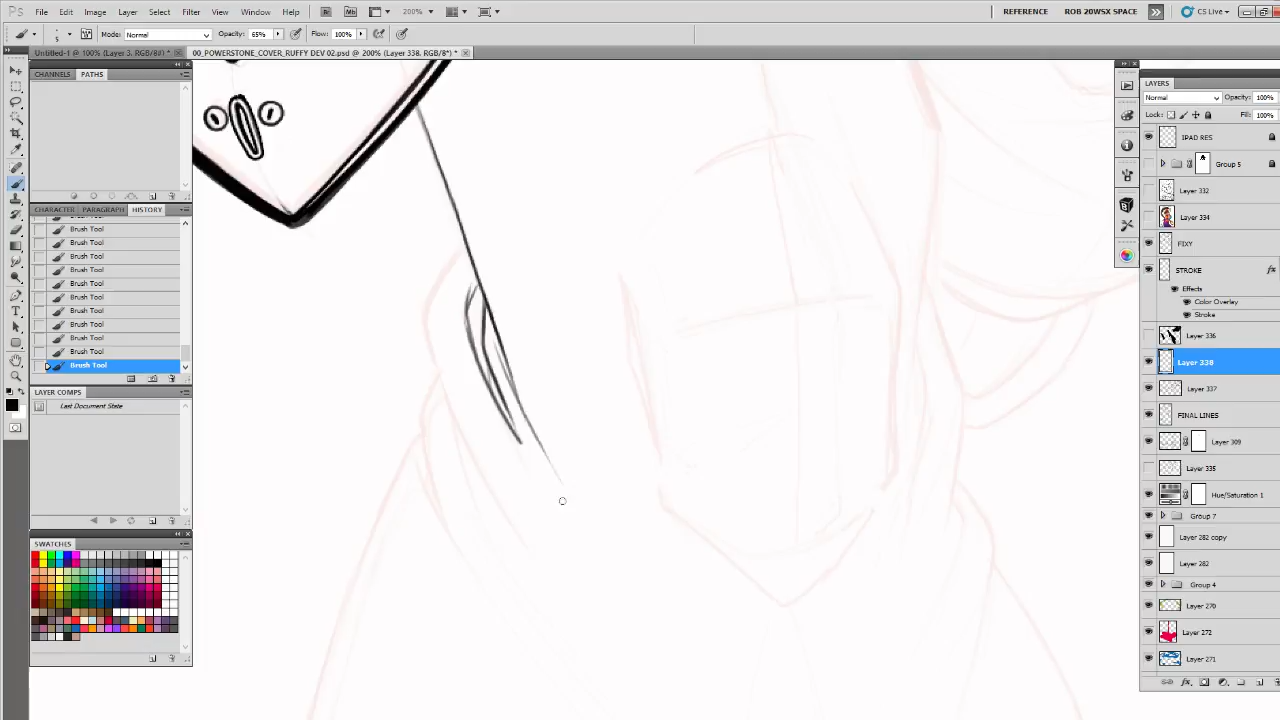 Ps File Edit Image Layer Select Filter View Window Help Br Mb 200% REFERENCE ROB 20WSX SPACE CS Live
5 Mode: Normal Opacity: 65% Flow: 100%
Untitled-1 @ 100% (Layer 3, RGB/8#) * 00_POWERSTONE_COVER_RUFFY DEV 02.psd @ 200% (Layer 338, RGB/8*) *
CHANNELS PATHS
CHARACTER PARAGRAPH HISTORY
Brush Tool
Brush Tool
Brush Tool
Brush Tool
Brush Tool
Brush Tool
Brush Tool
Brush Tool
Brush Tool
Brush Tool
Brush Tool
LAYER COMPS
Last Document State
SWATCHES
LAYERS
Normal Opacity: 100%
Lock: Fill: 100%
IPAD RES
Group 5
Layer 332
Layer 334
FIXY
STROKE fx
Effects
Color Overlay
Stroke
Layer 336
Layer 338
Layer 337
FINAL LINES
Layer 309
Layer 335
Hue/Saturation 1
Group 7
Layer 282 copy
Layer 282
Group 4
Layer 270
Layer 272
Layer 271
fx